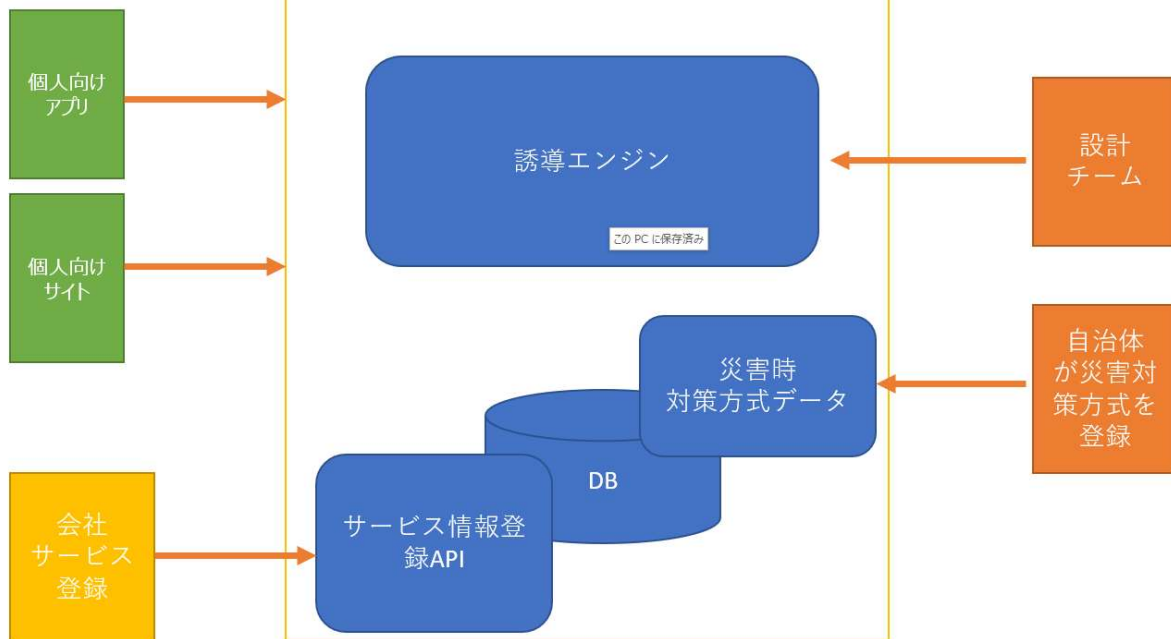 個人向け
アプリ
誘導エンジン
設計
チーム
この PC に保存済み
個人向け
サイト
災害時
対策方式データ
自治体
が災害対
策方式を
登録
DB
サービス情報登
録API
会社
サービス
登録